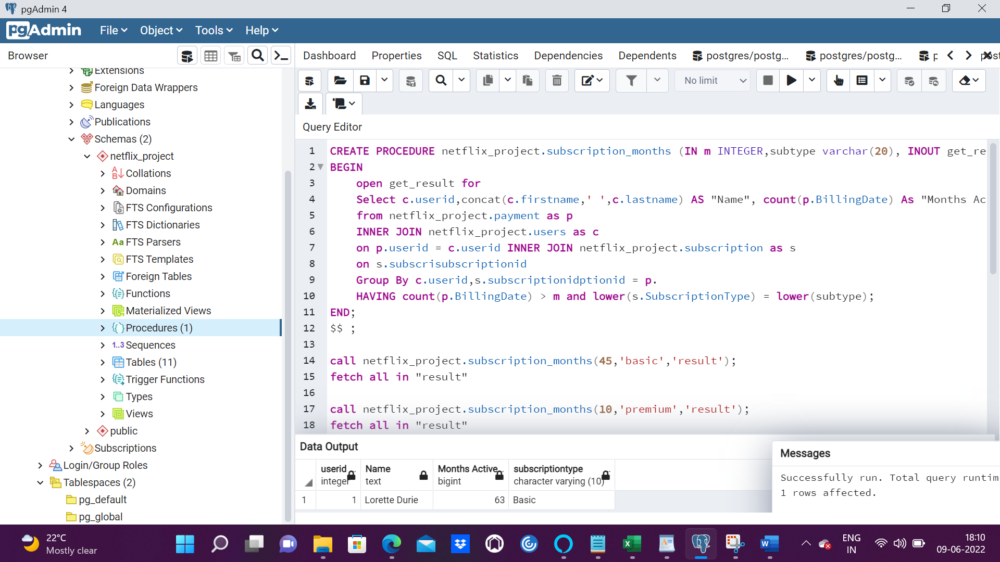 pgAdmin 4
pgAdmin File Object Tools Help
Browser
Dashboard Properties SQL Statistics Dependencies Dependents postgres/postg... postgres/postg... p post
Extensions
Foreign Data Wrappers
Languages
Publications
Schemas (2)
netflix_project
Collations
Domains
FTS Configurations
FTS Dictionaries
Aa FTS Parsers
FTS Templates
Foreign Tables
Functions
Materialized Views
Procedures (1)
1..3 Sequences
Tables (11)
Trigger Functions
Types
Views
public
Subscriptions
Login/Group Roles
Tablespaces (2)
pg_default
pg_global
No limit
Query Editor
1 CREATE PROCEDURE netflix_project.subscription_months (IN m INTEGER,subtype varchar(20), INOUT get_re
2 BEGIN
3 open get_result for
4 Select c.userid,concat(c.firstname,' ',c.lastname) AS "Name", count(p.BillingDate) As "Months Ac
5 from netflix_project.payment as p
6 INNER JOIN netflix_project.users as c
7 on p.userid = c.userid INNER JOIN netflix_project.subscription as s
8 on s.subscrisubscriptionid
9 Group By c.userid,s.subscriptionidptionid = p.
10 HAVING count(p.BillingDate) > m and lower(s.SubscriptionType) = lower(subtype);
11 END;
12 $$ ;
13
14 call netflix_project.subscription_months(45,'basic','result');
15 fetch all in "result"
16
17 call netflix_project.subscription_months(10,'premium','result');
18 fetch all in "result"
Data Output
userid Name Months Active subscriptiontype
integer text bigint character varying (10)
1 1 Lorette Durie 63 Basic
Messages
Successfully run. Total query runtim
1 rows affected.
22°C
Mostly clear
ENG
IN
18:10
09-06-2022